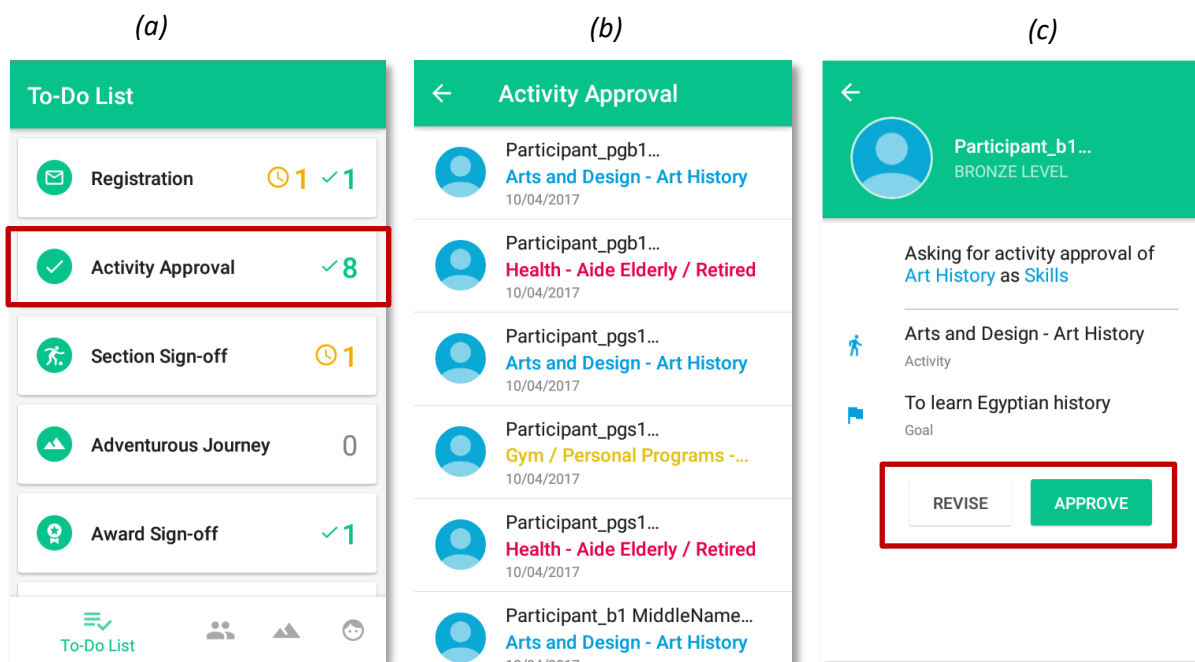 (a)
To-Do List
Registration 1 1
Activity Approval 8
Section Sign-off 1
Adventurous Journey 0
Award Sign-off 1
To-Do List
(b)
Activity Approval
Participant_pgb1...
Arts and Design - Art History
10/04/2017
Participant_pgb1...
Health - Aide Elderly / Retired
10/04/2017
Participant_pgs1...
Arts and Design - Art History
10/04/2017
Participant_pgs1...
Gym / Personal Programs -...
10/04/2017
Participant_pgs1...
Health - Aide Elderly / Retired
10/04/2017
Participant_b1 MiddleName...
Arts and Design - Art History
(c)
Participant_b1...
BRONZE LEVEL
Asking for activity approval of
Art History as Skills
Arts and Design - Art History
Activity
To learn Egyptian history
Goal
REVISE APPROVE